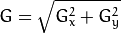 G = √(G_x^2 + G_y^2)